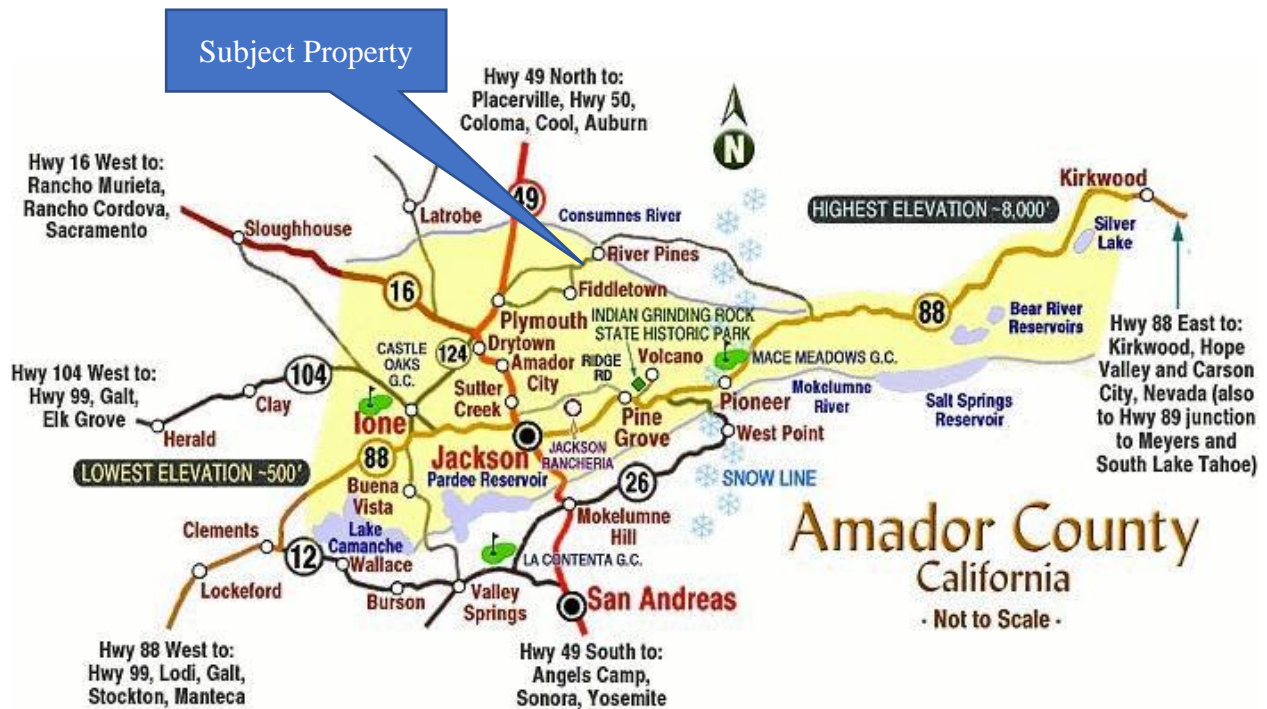 Subject Property
Hwy 49 North to:
Placerville, Hwy 50,
Coloma, Cool, Auburn
N
Hwy 16 West to:
Rancho Murieta,
Rancho Cordova,
Sacramento
Kirkwood
49
Latrobe
Consumnes River
HIGHEST ELEVATION ~8,000'
Sloughhouse
Silver
Lake
River Pines
16
Fiddletown
88
Plymouth
INDIAN GRINDING ROCK
STATE HISTORIC PARK
Bear River
Reservoirs
Hwy 88 East to:
Kirkwood, Hope
Valley and Carson
City, Nevada (also
to Hwy 89 junction
to Meyers and
South Lake Tahoe)
CASTLE
OAKS
G.C.
124
Drytown
Amador
City
RIDGE
RD
Volcano
MACE MEADOWS G.C.
Hwy 104 West to:
Hwy 99, Galt,
Elk Grove
104
Clay
Herald
Sutter
Creek
Mokelumne
River
Salt Springs
Reservoir
Pioneer
Pine
Grove
Ione
West Point
Jackson
JACKSON
RANCHERIA
88
LOWEST ELEVATION ~500'
Pardee Reservoir
26
SNOW LINE
Buena
Vista
Mokelumne
Hill
Clements
Lake
Camanche
12
Wallace
LA CONTENTA G.C.
Lockeford
Burson
Valley
Springs
San Andreas
Amador County
California
- Not to Scale -
Hwy 88 West to:
Hwy 99, Lodi, Galt,
Stockton, Manteca
Hwy 49 South to:
Angels Camp,
Sonora, Yosemite